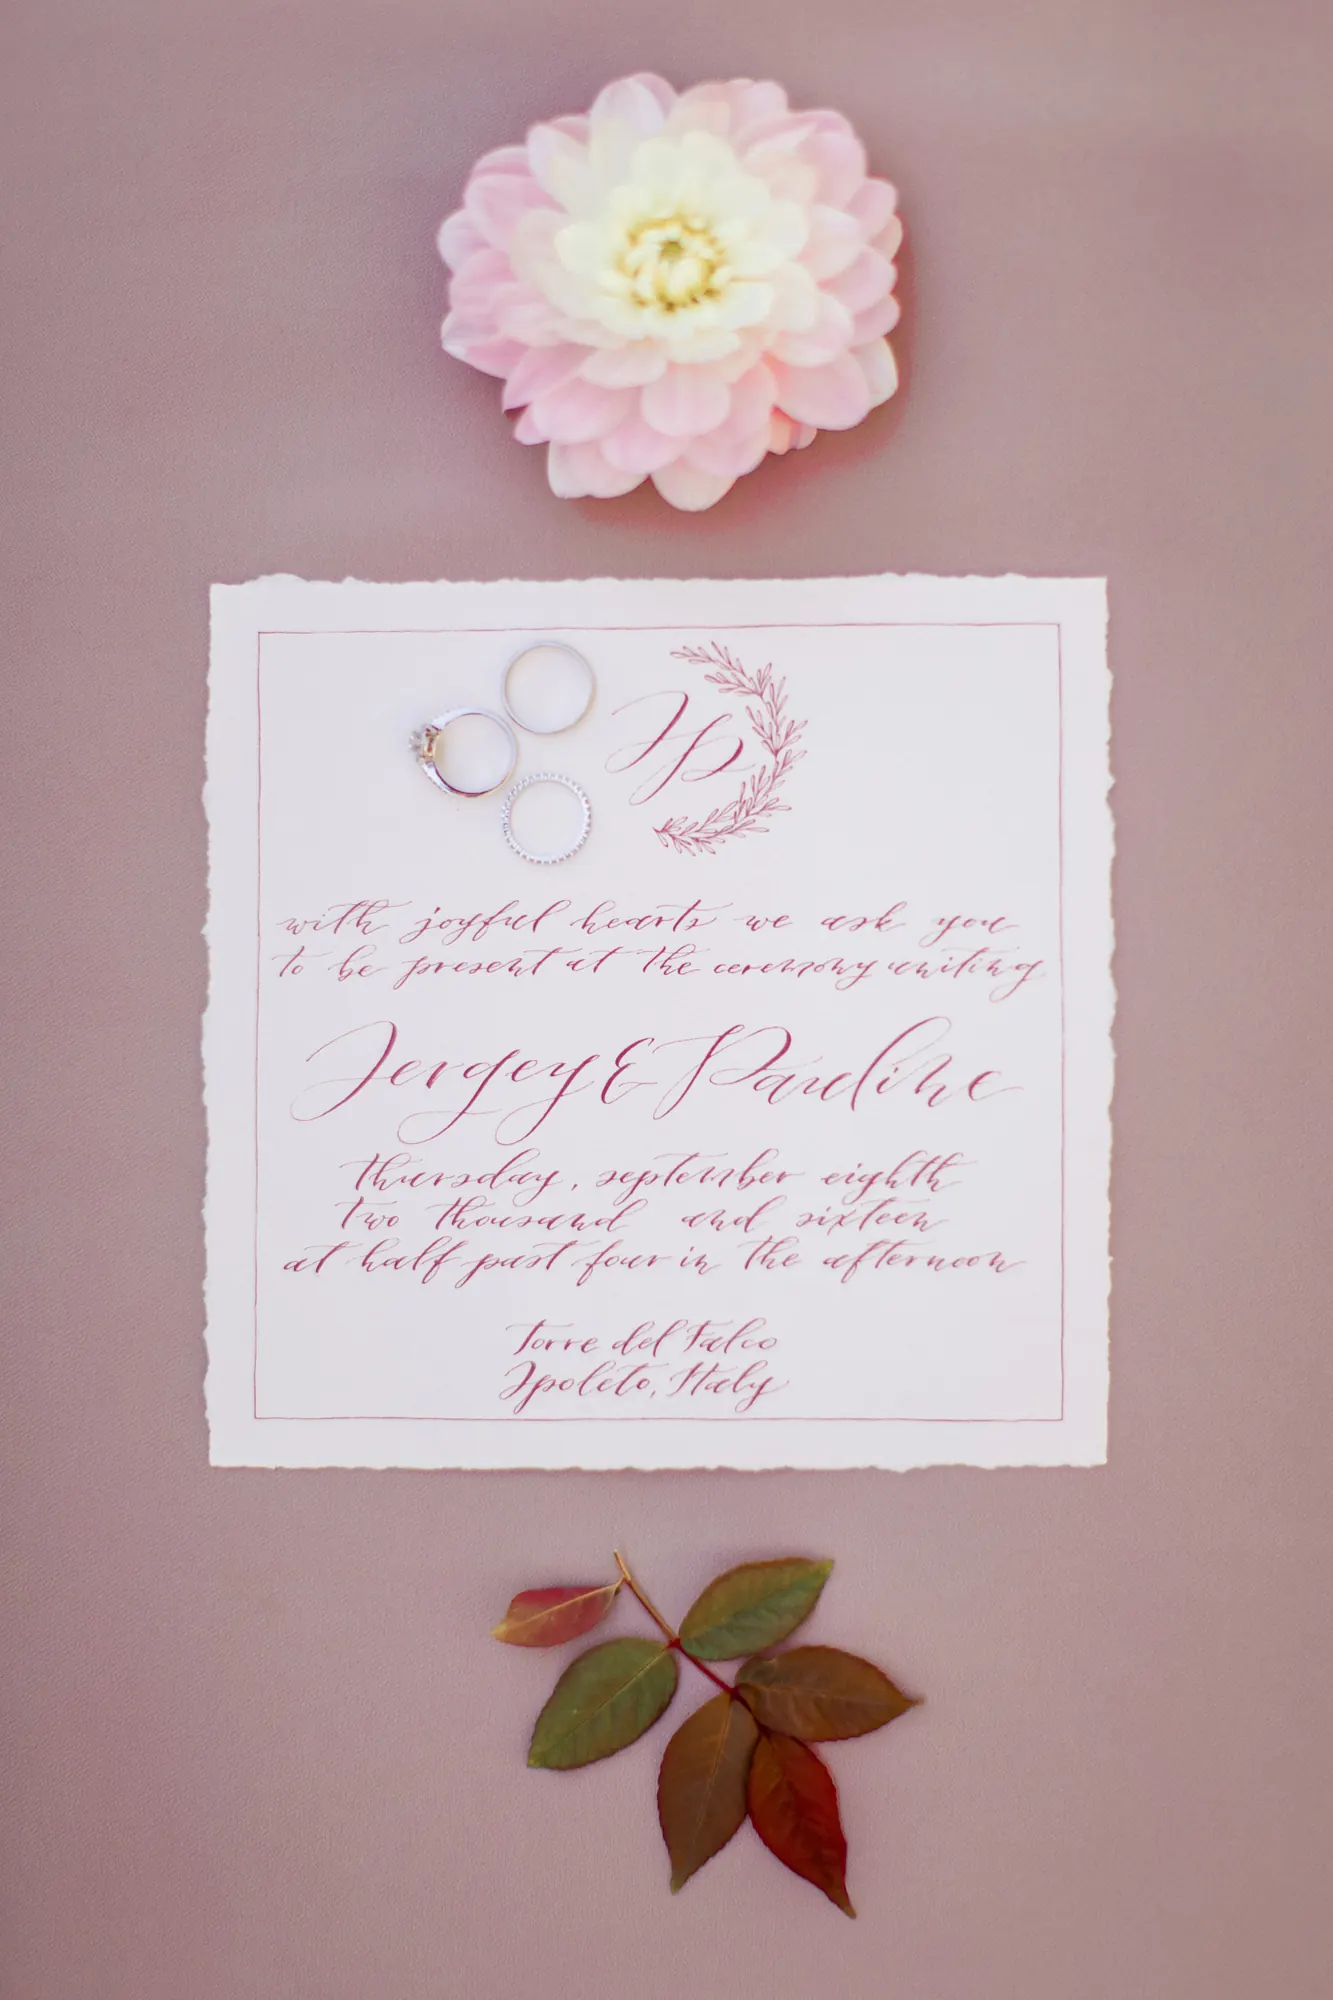 SP
with joyful hearts we ask you
to be present at the ceremony uniting
Sergey & Pauline
thursday, september eighth
two thousand and sixteen
at half past four in the afternoon
Torre del Falco
Spoleto, Italy